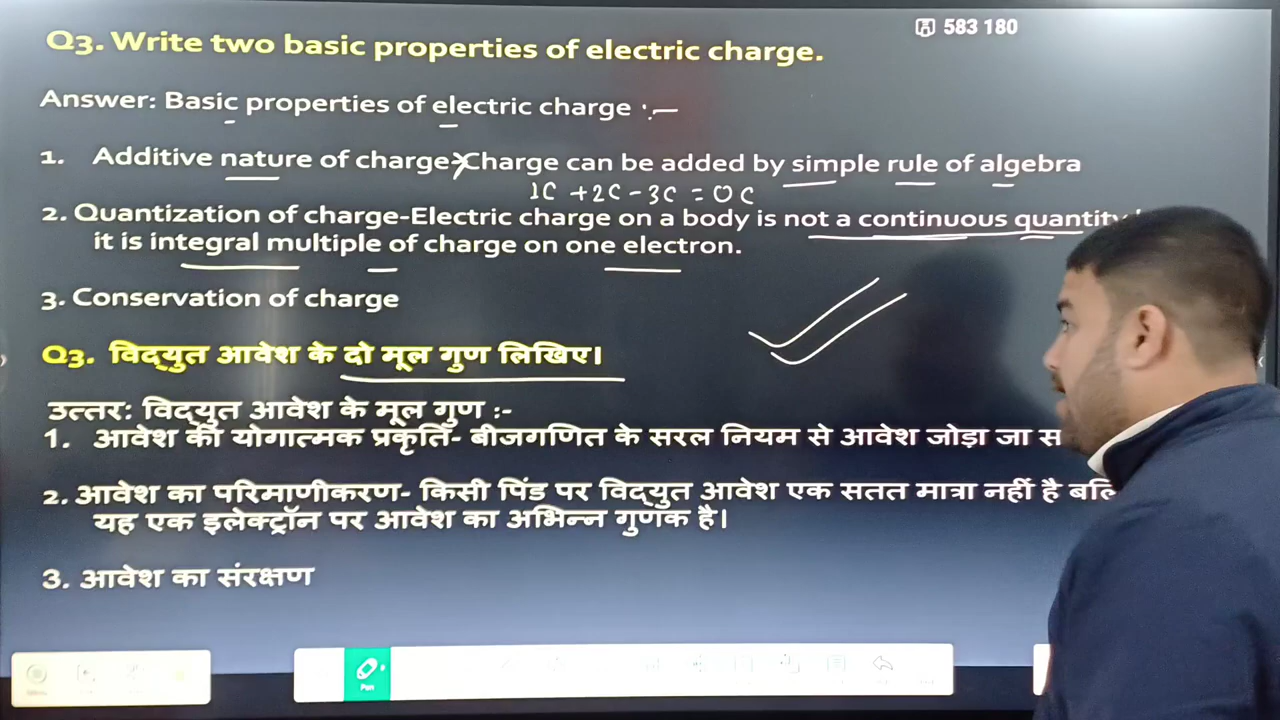 583 180
Q3. Write two basic properties of electric charge.
Answer: Basic properties of electric charge :-
1. Additive nature of charge-Charge can be added by simple rule of algebra
1C + 2C - 3C = 0C
2. Quantization of charge-Electric charge on a body is not a continuous quantity
it is integral multiple of charge on one electron.
3. Conservation of charge
Q3. विद्युत आवेश के दो मूल गुण लिखिए।
उत्तर: विद्युत आवेश के मूल गुण :-
1. आवेश की योगात्मक प्रकृति- बीजगणित के सरल नियम से आवेश जोड़ा जा
2. आवेश का परिमाणीकरण- किसी पिंड पर विद्युत आवेश एक सतत मात्रा नहीं है
यह एक इलेक्ट्रॉन पर आवेश का अभिन्न गुणक है।
3. आवेश का संरक्षण
Pen